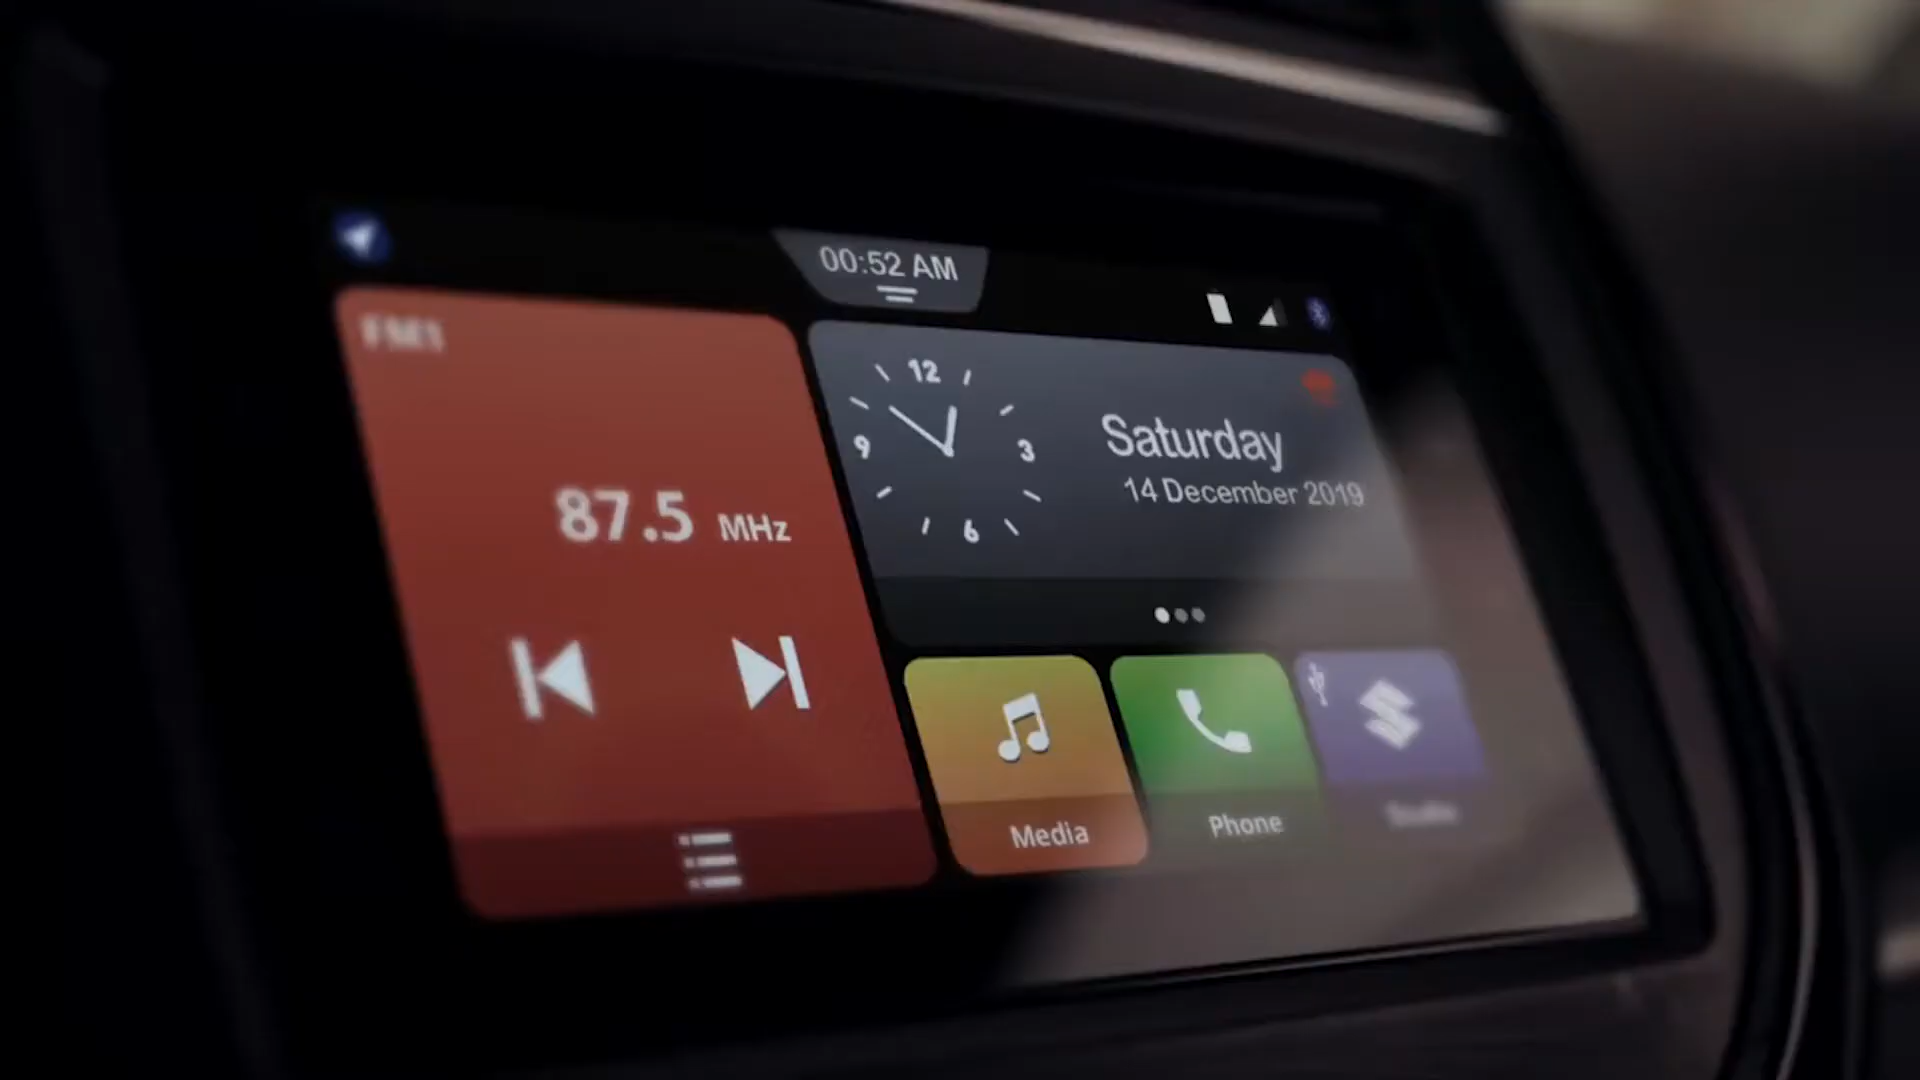 00:52 AM
FM1
87.5 MHz
12
9
3
6
Saturday
14 December 2019
Media
Phone